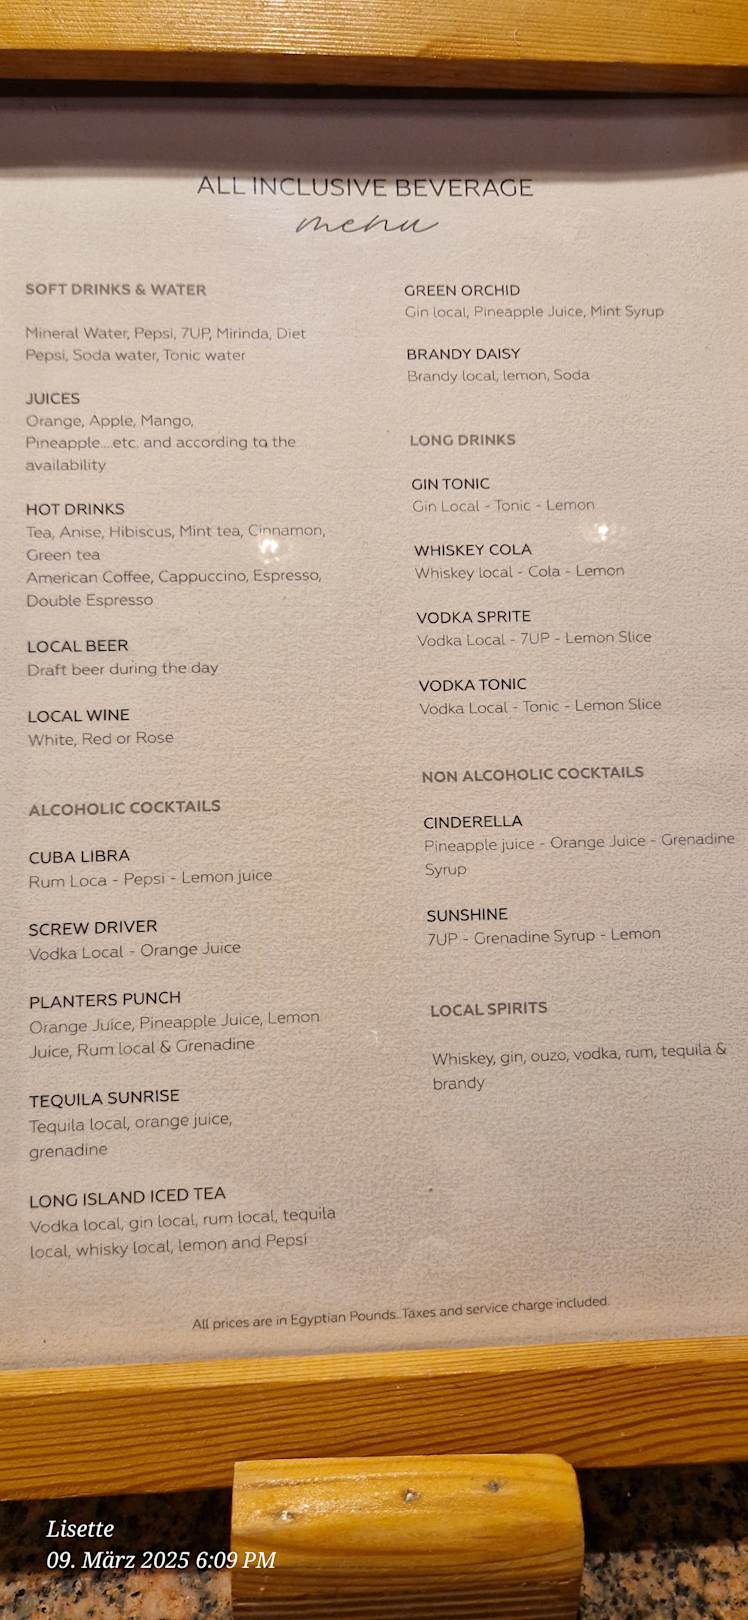 ALL INCLUSIVE BEVERAGE
menu
SOFT DRINKS & WATER
Mineral Water, Pepsi, 7UP, Mirinda, Diet
Pepsi, Soda water, Tonic water
JUICES
Orange, Apple, Mango,
Pineapple...etc. and according to the
availability
HOT DRINKS
Tea, Anise, Hibiscus, Mint tea, Cinnamon,
Green tea
American Coffee, Cappuccino, Espresso,
Double Espresso
LOCAL BEER
Draft beer during the day
LOCAL WINE
White, Red or Rose
ALCOHOLIC COCKTAILS
CUBA LIBRA
Rum Loca - Pepsi - Lemon juice
SCREW DRIVER
Vodka Local - Orange Juice
PLANTERS PUNCH
Orange Juice, Pineapple Juice, Lemon
Juice, Rum local & Grenadine
TEQUILA SUNRISE
Tequila local, orange juice,
grenadine
LONG ISLAND ICED TEA
Vodka local, gin local, rum local, tequila
local, whisky local, lemon and Pepsi
GREEN ORCHID
Gin local, Pineapple Juice, Mint Syrup
BRANDY DAISY
Brandy local, lemon, Soda
LONG DRINKS
GIN TONIC
Gin Local - Tonic - Lemon
WHISKEY COLA
Whiskey local - Cola - Lemon
VODKA SPRITE
Vodka Local - 7UP - Lemon Slice
VODKA TONIC
Vodka Local - Tonic - Lemon Slice
NON ALCOHOLIC COCKTAILS
CINDERELLA
Pineapple juice - Orange Juice - Grenadine
Syrup
SUNSHINE
7UP - Grenadine Syrup - Lemon
LOCAL SPIRITS
Whiskey, gin, ouzo, vodka, rum, tequila &
brandy
All prices are in Egyptian Pounds. Taxes and service charge included.
Lisette
09. März 2025 6:09 PM